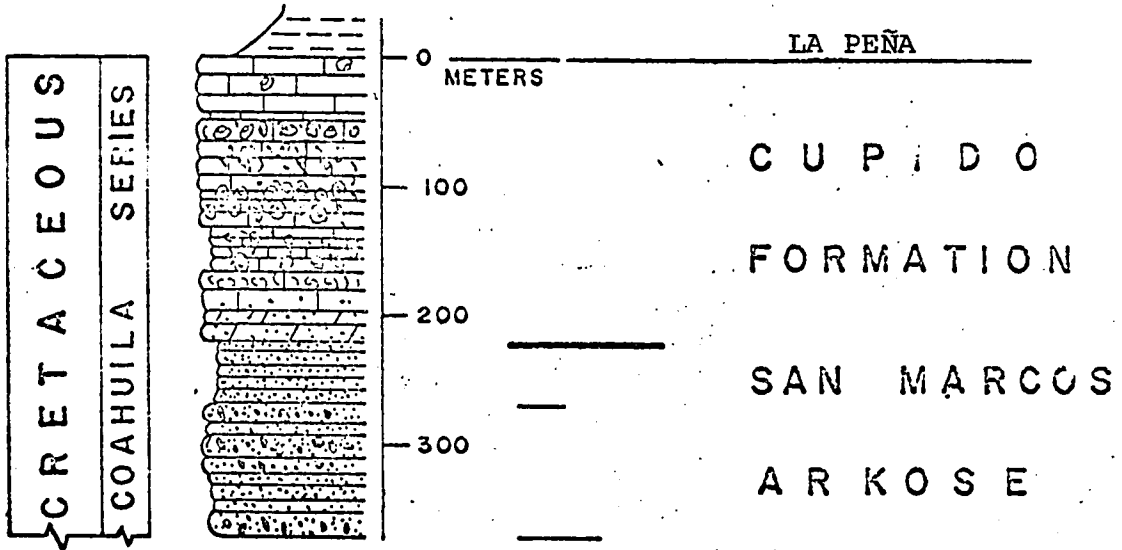 CRETACEOUS
COAHUILA SERIES
0
METERS
100
200
300
LA PEÑA
CUPIDO
FORMATION
SAN MARCOS
ARKOSE